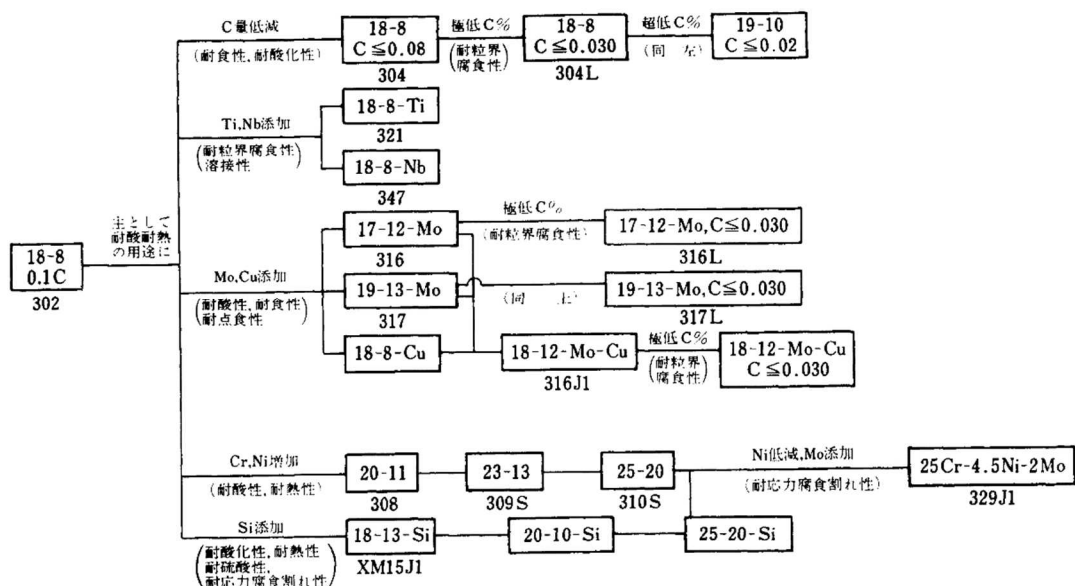 C量低減
(耐食性,耐酸化性)
18-8
C≦0.08
304
極低C%
(耐粒界
腐食性)
18-8
C≦0.030
304L
超低C%
(同 左)
19-10
C≦0.02
Ti,Nb添加
(耐粒界腐食性
溶接性)
18-8-Ti
321
18-8-Nb
347
18-8
0.1C
302
主として
耐酸耐熱
の用途に
Mo,Cu添加
(耐酸性,耐食性
耐点食性)
17-12-Mo
316
極低C%
(耐粒界腐食性)
17-12-Mo,C≦0.030
316L
19-13-Mo
317
(同 上)
19-13-Mo,C≦0.030
317L
18-8-Cu
18-12-Mo-Cu
316J1
極低C%
(耐粒界
腐食性)
18-12-Mo-Cu
C≦0.030
Cr,Ni増加
(耐酸性,耐熱性)
20-11
308
23-13
309S
25-20
310S
Ni低減,Mo添加
(耐応力腐食割れ性)
25Cr-4.5Ni-2Mo
329J1
Si添加
(耐酸化性,耐熱性
耐硫酸性,
耐応力腐食割れ性)
18-13-Si
XM15J1
20-10-Si
25-20-Si